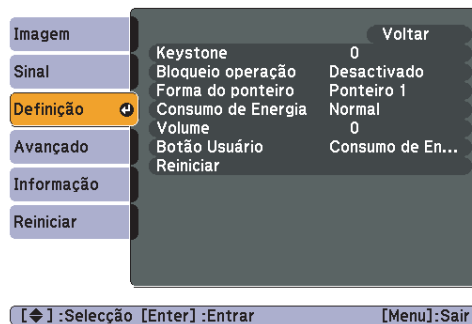 Imagem
Sinal
Definição
Avançado
Informação
Reiniciar
Voltar
Keystone 0
Bloqueio operação Desactivado
Forma do ponteiro Ponteiro 1
Consumo de Energia Normal
Volume 0
Botão Usuário Consumo de En...
Reiniciar
[◆] :Selecção [Enter] :Entrar [Menu]:Sair